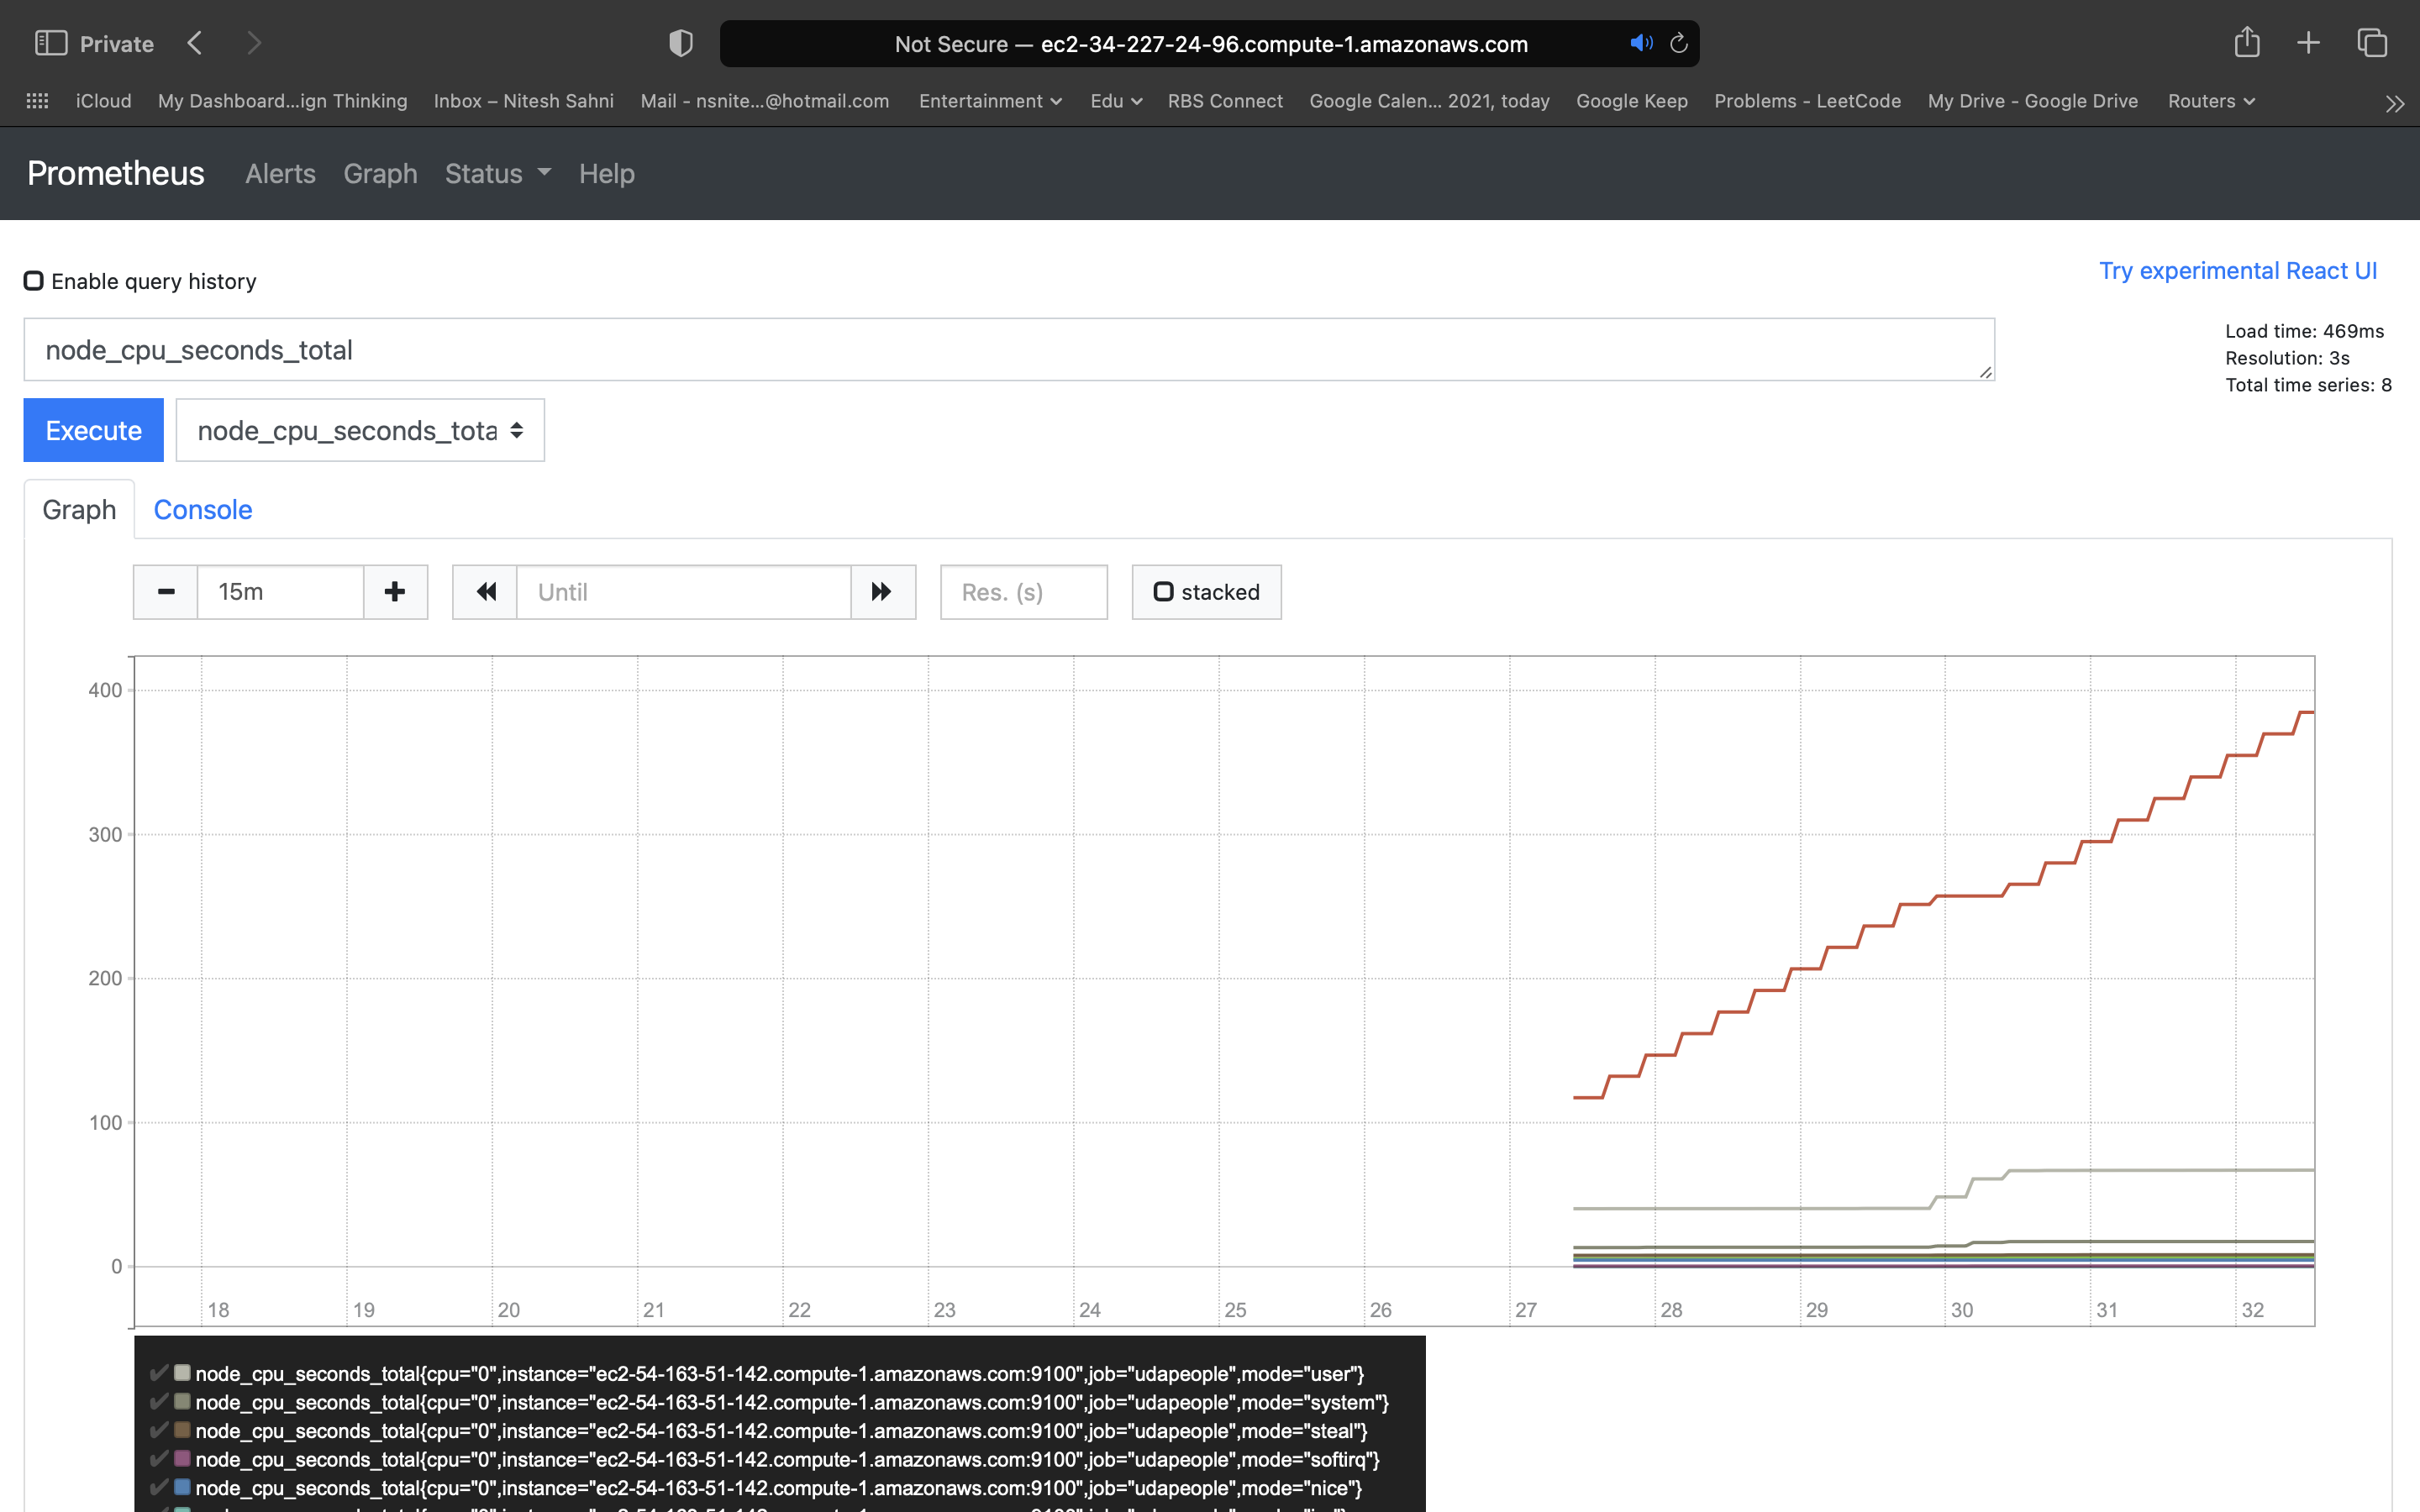 Private
Not Secure — ec2-34-227-24-96.compute-1.amazonaws.com
iCloud My Dashboard...ign Thinking Inbox – Nitesh Sahni Mail - nsnite...@hotmail.com Entertainment Edu RBS Connect Google Calen... 2021, today Google Keep Problems - LeetCode My Drive - Google Drive Routers
Prometheus Alerts Graph Status Help
Enable query history
Try experimental React UI
node_cpu_seconds_total
Load time: 469ms
Resolution: 3s
Total time series: 8
Execute node_cpu_seconds_tota
Graph Console
15m Until Res. (s) stacked
400
300
200
100
0
18 19 20 21 22 23 24 25 26 27 28 29 30 31 32
node_cpu_seconds_total{cpu="0",instance="ec2-54-163-51-142.compute-1.amazonaws.com:9100",job="udapeople",mode="user"}
node_cpu_seconds_total{cpu="0",instance="ec2-54-163-51-142.compute-1.amazonaws.com:9100",job="udapeople",mode="system"}
node_cpu_seconds_total{cpu="0",instance="ec2-54-163-51-142.compute-1.amazonaws.com:9100",job="udapeople",mode="steal"}
node_cpu_seconds_total{cpu="0",instance="ec2-54-163-51-142.compute-1.amazonaws.com:9100",job="udapeople",mode="softirq"}
node_cpu_seconds_total{cpu="0",instance="ec2-54-163-51-142.compute-1.amazonaws.com:9100",job="udapeople",mode="nice"}